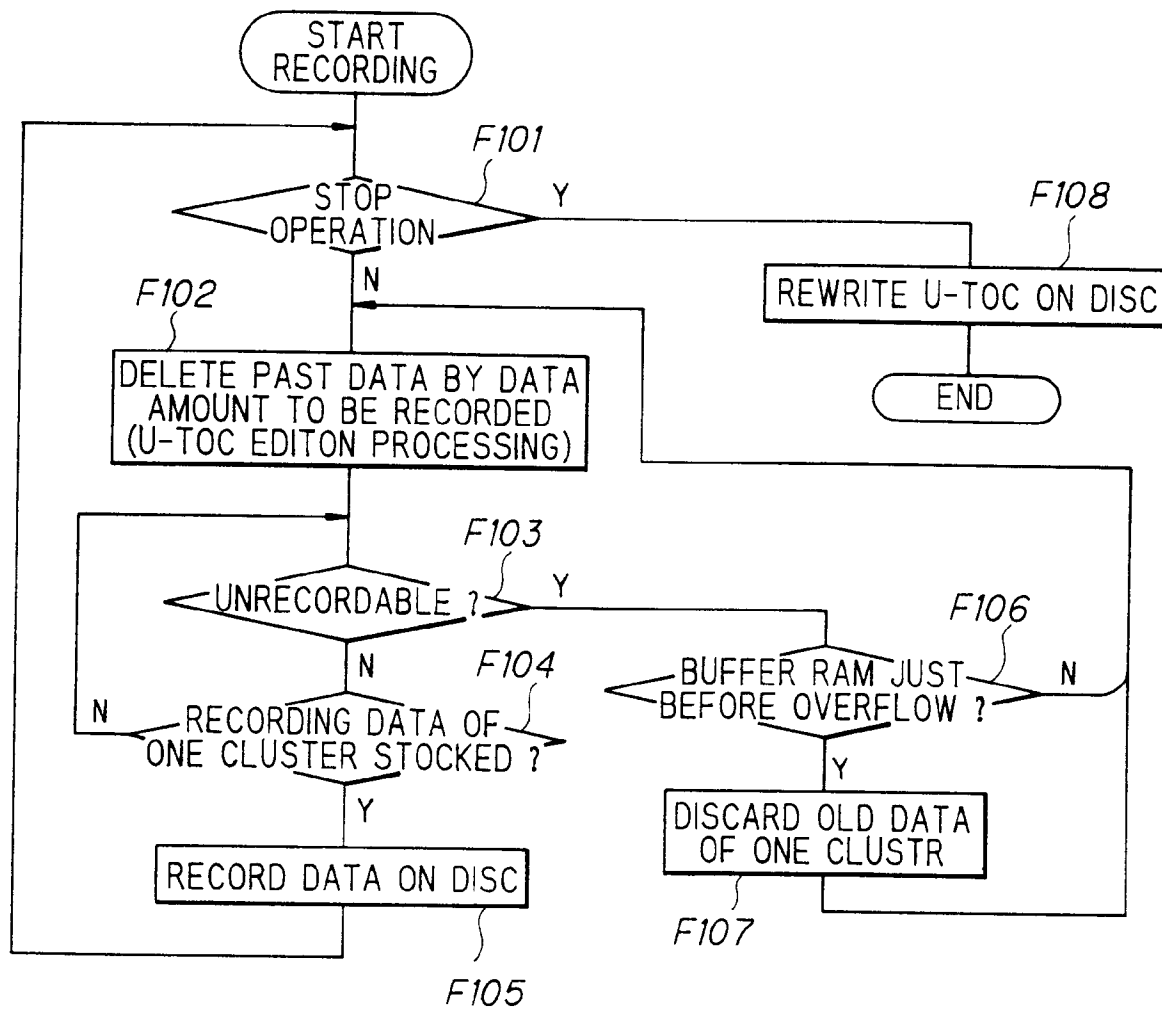 START
RECORDING
F101
STOP
OPERATION
Y
N
F108
REWRITE U-TOC ON DISC
END
F102
DELETE PAST DATA BY DATA
AMOUNT TO BE RECORDED
(U-TOC EDITON PROCESSING)
F103
UNRECORDABLE ?
Y
N
F104
RECORDING DATA OF
ONE CLUSTER STOCKED ?
N
Y
RECORD DATA ON DISC
F105
F106
BUFFER RAM JUST
BEFORE OVERFLOW ?
N
Y
DISCARD OLD DATA
OF ONE CLUSTR
F107